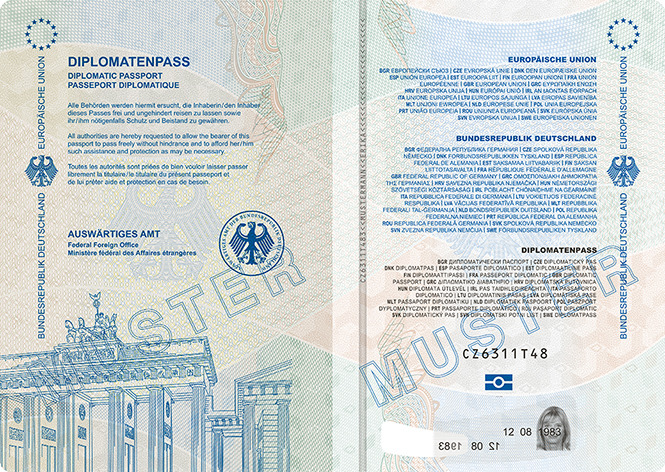 DIPLOMATENPASS
DIPLOMATIC PASSPORT
PASSEPORT DIPLOMATIQUE
Alle Behörden werden hiermit ersucht, die Inhaberin/den Inhaber
dieses Passes frei und ungehindert reisen zu lassen sowie
ihr/ihm nötigenfalls Schutz und Beistand zu gewähren.
All authorities are hereby requested to allow the bearer of this
passport to pass freely without hindrance and to afford her/him
such assistance and protection as may be necessary.
Toutes les autorités sont priées de bien vouloir laisser passer
librement la titulaire/le titulaire du présent passeport et
de lui prêter aide et protection en cas de besoin.
AUSWÄRTIGES AMT
Federal Foreign Office
Ministère fédéral des Affaires étrangères
EUROPÄISCHE UNION
BUNDESREPUBLIK DEUTSCHLAND
MUSTER
EUROPÄISCHE UNION
BGR ЕВРОПЕЙСКИ СЪЮЗ | CZE EVROPSKÁ UNIE | DNK DEN EUROPÆISKE UNION
ESP UNIÓN EUROPEA | EST EUROOPA LIIT | FIN EUROOPAN UNIONI | FRA UNION
EUROPÉENNE | GBR EUROPEAN UNION | GRC ΕΥΡΩΠΑΪΚΗ ΕΝΩΣΗ
HRV EUROPSKA UNIJA | HUN EURÓPAI UNIÓ | IRL AN tAONTAS EORPACH
ITA UNIONE EUROPEA | LTU EUROPOS SĄJUNGA | LVA EIROPAS SAVIENĪBA
MLT UNJONI EWROPEA | NLD EUROPESE UNIE | POL UNIA EUROPEJSKA
PRT UNIÃO EUROPEIA | ROU UNIUNEA EUROPEANĂ | SVK EURÓPSKA ÚNIA
SVN EVROPSKA UNIJA | SWE EUROPEISKA UNIONEN
BUNDESREPUBLIK DEUTSCHLAND
BGR ФЕДЕРАЛНА РЕПУБЛИКА ГЕРМАНИЯ | CZE SPOLKOVÁ REPUBLIKA
NĚMECKO | DNK FORBUNDSREPUBLIKKEN TYSKLAND | ESP REPÚBLICA
FEDERAL DE ALEMANIA | EST SAKSAMAA LIITVABARIIK | FIN SAKSAN
LIITTOTASAVALTA | FRA RÉPUBLIQUE FÉDÉRALE D'ALLEMAGNE
GBR FEDERAL REPUBLIC OF GERMANY | GRC ΟΜΟΣΠΟΝΔΙΑΚΗ ΔΗΜΟΚΡΑΤΙΑ
ΤΗΣ ΓΕΡΜΑΝΙΑΣ | HRV SAVEZNA REPUBLIKA NJEMAČKA | HUN NÉMETORSZÁGI
SZÖVETSÉGI KÖZTÁRSASÁG | IRL POBLACHT CHÓNAIDHME NA GEARMÁINE
ITA REPUBBLICA FEDERALE DI GERMANIA | LTU VOKIETIJOS FEDERACINĖ
RESPUBLIKA | LVA VĀCIJAS FEDERATĪVĀ REPUBLIKA | MLT REPUBBLIKA
FEDERALI TAL-ĠERMANJA | NLD BONDSREPUBLIEK DUITSLAND | POL REPUBLIKA
FEDERALNA NIEMIEC | PRT REPÚBLICA FEDERAL DA ALEMANHA
ROU REPUBLICA FEDERALĂ GERMANIA | SVK SPOLKOVÁ REPUBLIKA NEMECKO
SVN ZVEZNA REPUBLIKA NEMČIJA | SWE FÖRBUNDSREPUBLIKEN TYSKLAND
DIPLOMATENPASS
BGR ДИПЛОМАТИЧЕСКИ ПАСПОРТ | CZE DIPLOMATICKÝ PAS
DNK DIPLOMATPAS | ESP PASAPORTE DIPLOMÁTICO | EST DIPLOMAATILINE PASS
FIN DIPLOMAATTIPASSI | FRA PASSEPORT DIPLOMATIQUE | GBR DIPLOMATIC
PASSPORT | GRC ΔΙΠΛΩΜΑΤΙΚΟ ΔΙΑΒΑΤΗΡΙΟ | HRV DIPLOMATSKA PUTOVNICA
HUN DIPLOMATA ÚTLEVÉL | IRL PAS TAIDHLEOIREACHTA | ITA PASSAPORTO
DIPLOMATICO | LTU DIPLOMATINIS PASAS | LVA DIPLOMĀTISKĀ PASE
MLT PASSAPORT DIPLOMATIKU | NLD DIPLOMATIEK PASPOORT | POL PASZPORT
DYPLOMATYCZNY | PRT PASSAPORTE DIPLOMÁTICO | ROU PAȘAPORT DIPLOMATIC
SVK DIPLOMATICKÝ PAS | SVN DIPLOMATSKI POTNI LIST | SWE DIPLOMATPASS
CZ6311T48
12 08 1983
12 08 1983
MUSTER
EUROPÄISCHE UNION
BUNDESREPUBLIK DEUTSCHLAND